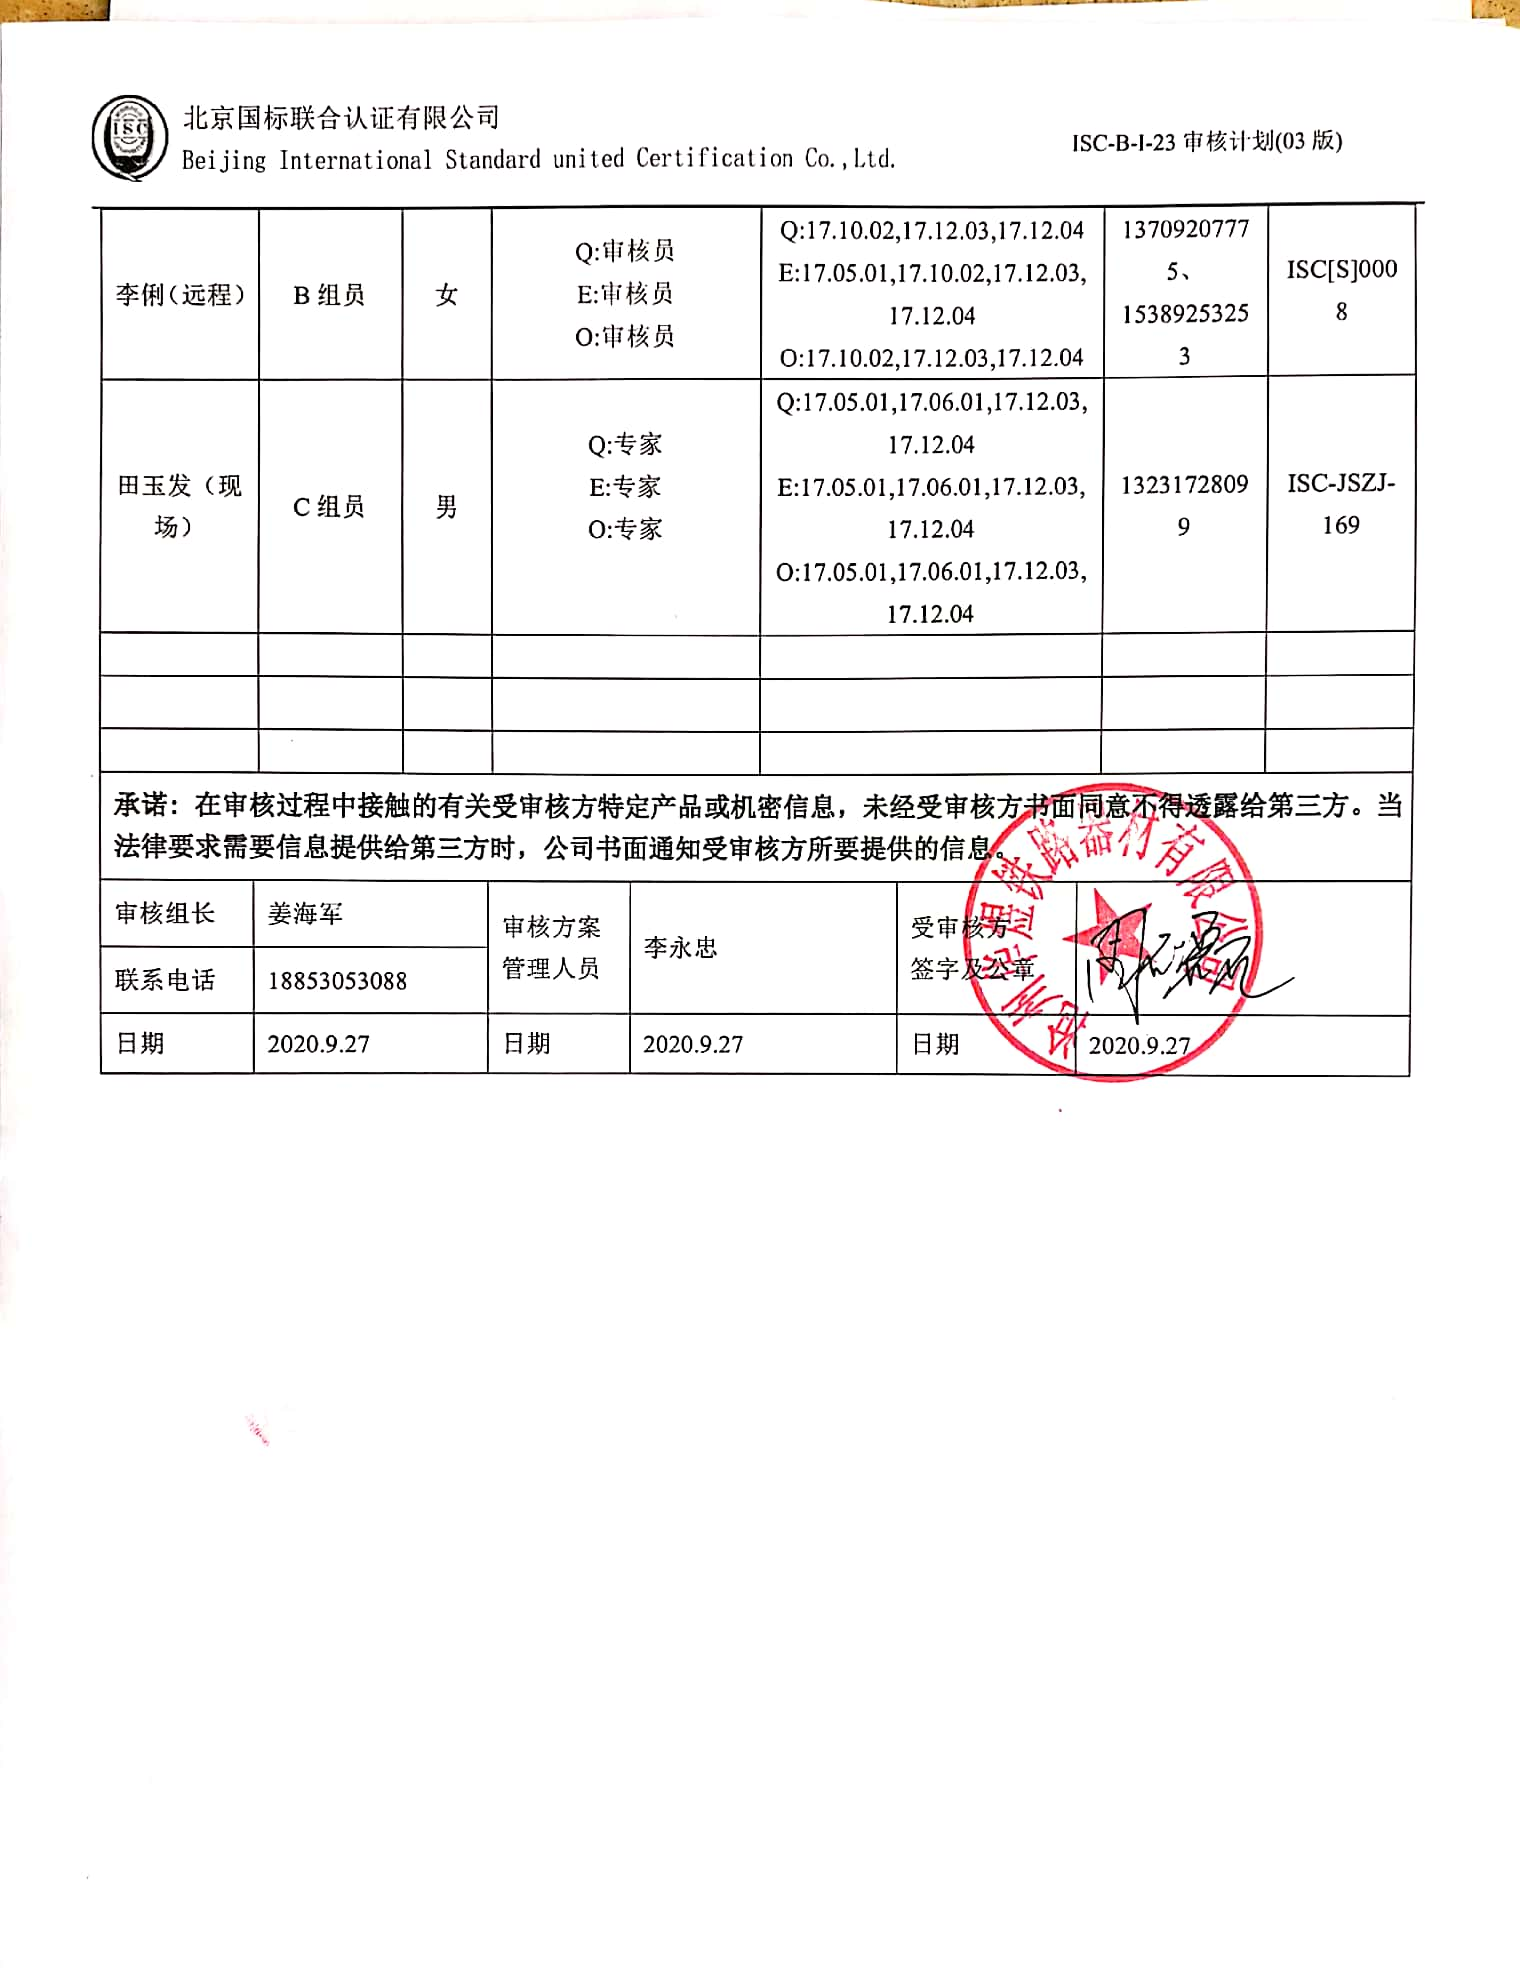 ISC
北京国标联合认证有限公司
Beijing International Standard united Certification Co.,Ltd.
ISC-B-I-23 审核计划(03 版)
李俐（远程）
B 组员
女
Q:审核员
E:审核员
O:审核员
Q:17.10.02,17.12.03,17.12.04
E:17.05.01,17.10.02,17.12.03,
17.12.04
O:17.10.02,17.12.03,17.12.04
1370920777
5、
1538925325
3
ISC[S]000
8
田玉发（现
场）
C 组员
男
Q:专家
E:专家
O:专家
Q:17.05.01,17.06.01,17.12.03,
17.12.04
E:17.05.01,17.06.01,17.12.03,
17.12.04
O:17.05.01,17.06.01,17.12.03,
17.12.04
1323172809
9
ISC-JSZJ-
169
承诺：在审核过程中接触的有关受审核方特定产品或机密信息，未经受审核方书面同意不得透露给第三方。当
法律要求需要信息提供给第三方时，公司书面通知受审核方所要提供的信息。
审核组长
姜海军
审核方案
管理人员
李永忠
受审核方
签字及公章
联系电话
18853053088
日期
2020.9.27
日期
2020.9.27
日期
2020.9.27
沧州 铁路器材有限公司